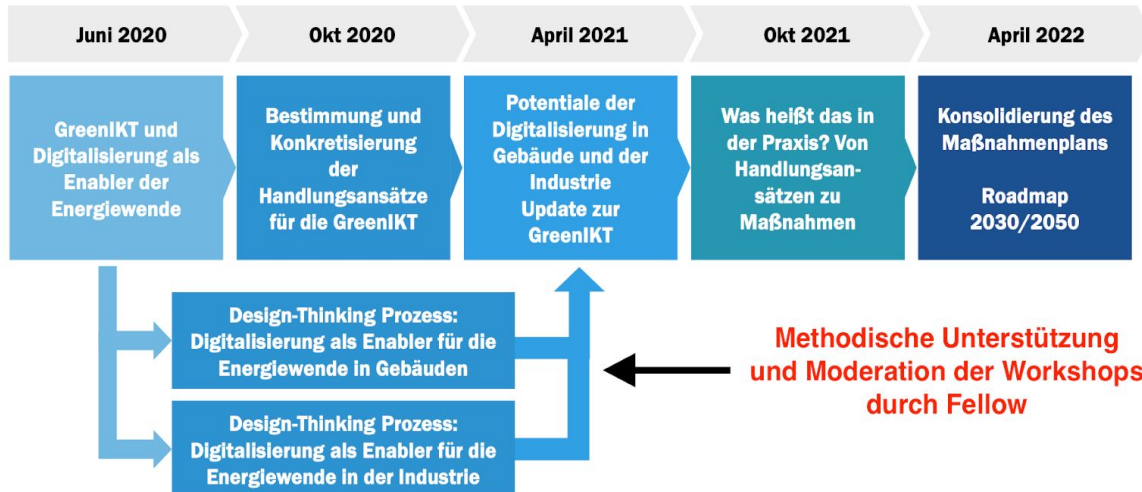 Juni 2020
Okt 2020
April 2021
Okt 2021
April 2022
GreenIKT und
Digitalisierung als
Enabler der
Energiewende
Bestimmung und
Konkretisierung
der
Handlungsansätze
für die GreenIKT
Potentiale der
Digitalisierung in
Gebäude und der
Industrie
Update zur
GreenIKT
Was heißt das in
der Praxis? Von
Handlungsan-
sätzen zu
Maßnahmen
Konsolidierung des
Maßnahmenplans
Roadmap
2030/2050
Design-Thinking Prozess:
Digitalisierung als Enabler für die
Energiewende in Gebäuden
Design-Thinking Prozess:
Digitalisierung als Enabler für die
Energiewende in der Industrie
Methodische Unterstützung
und Moderation der Workshops
durch Fellow